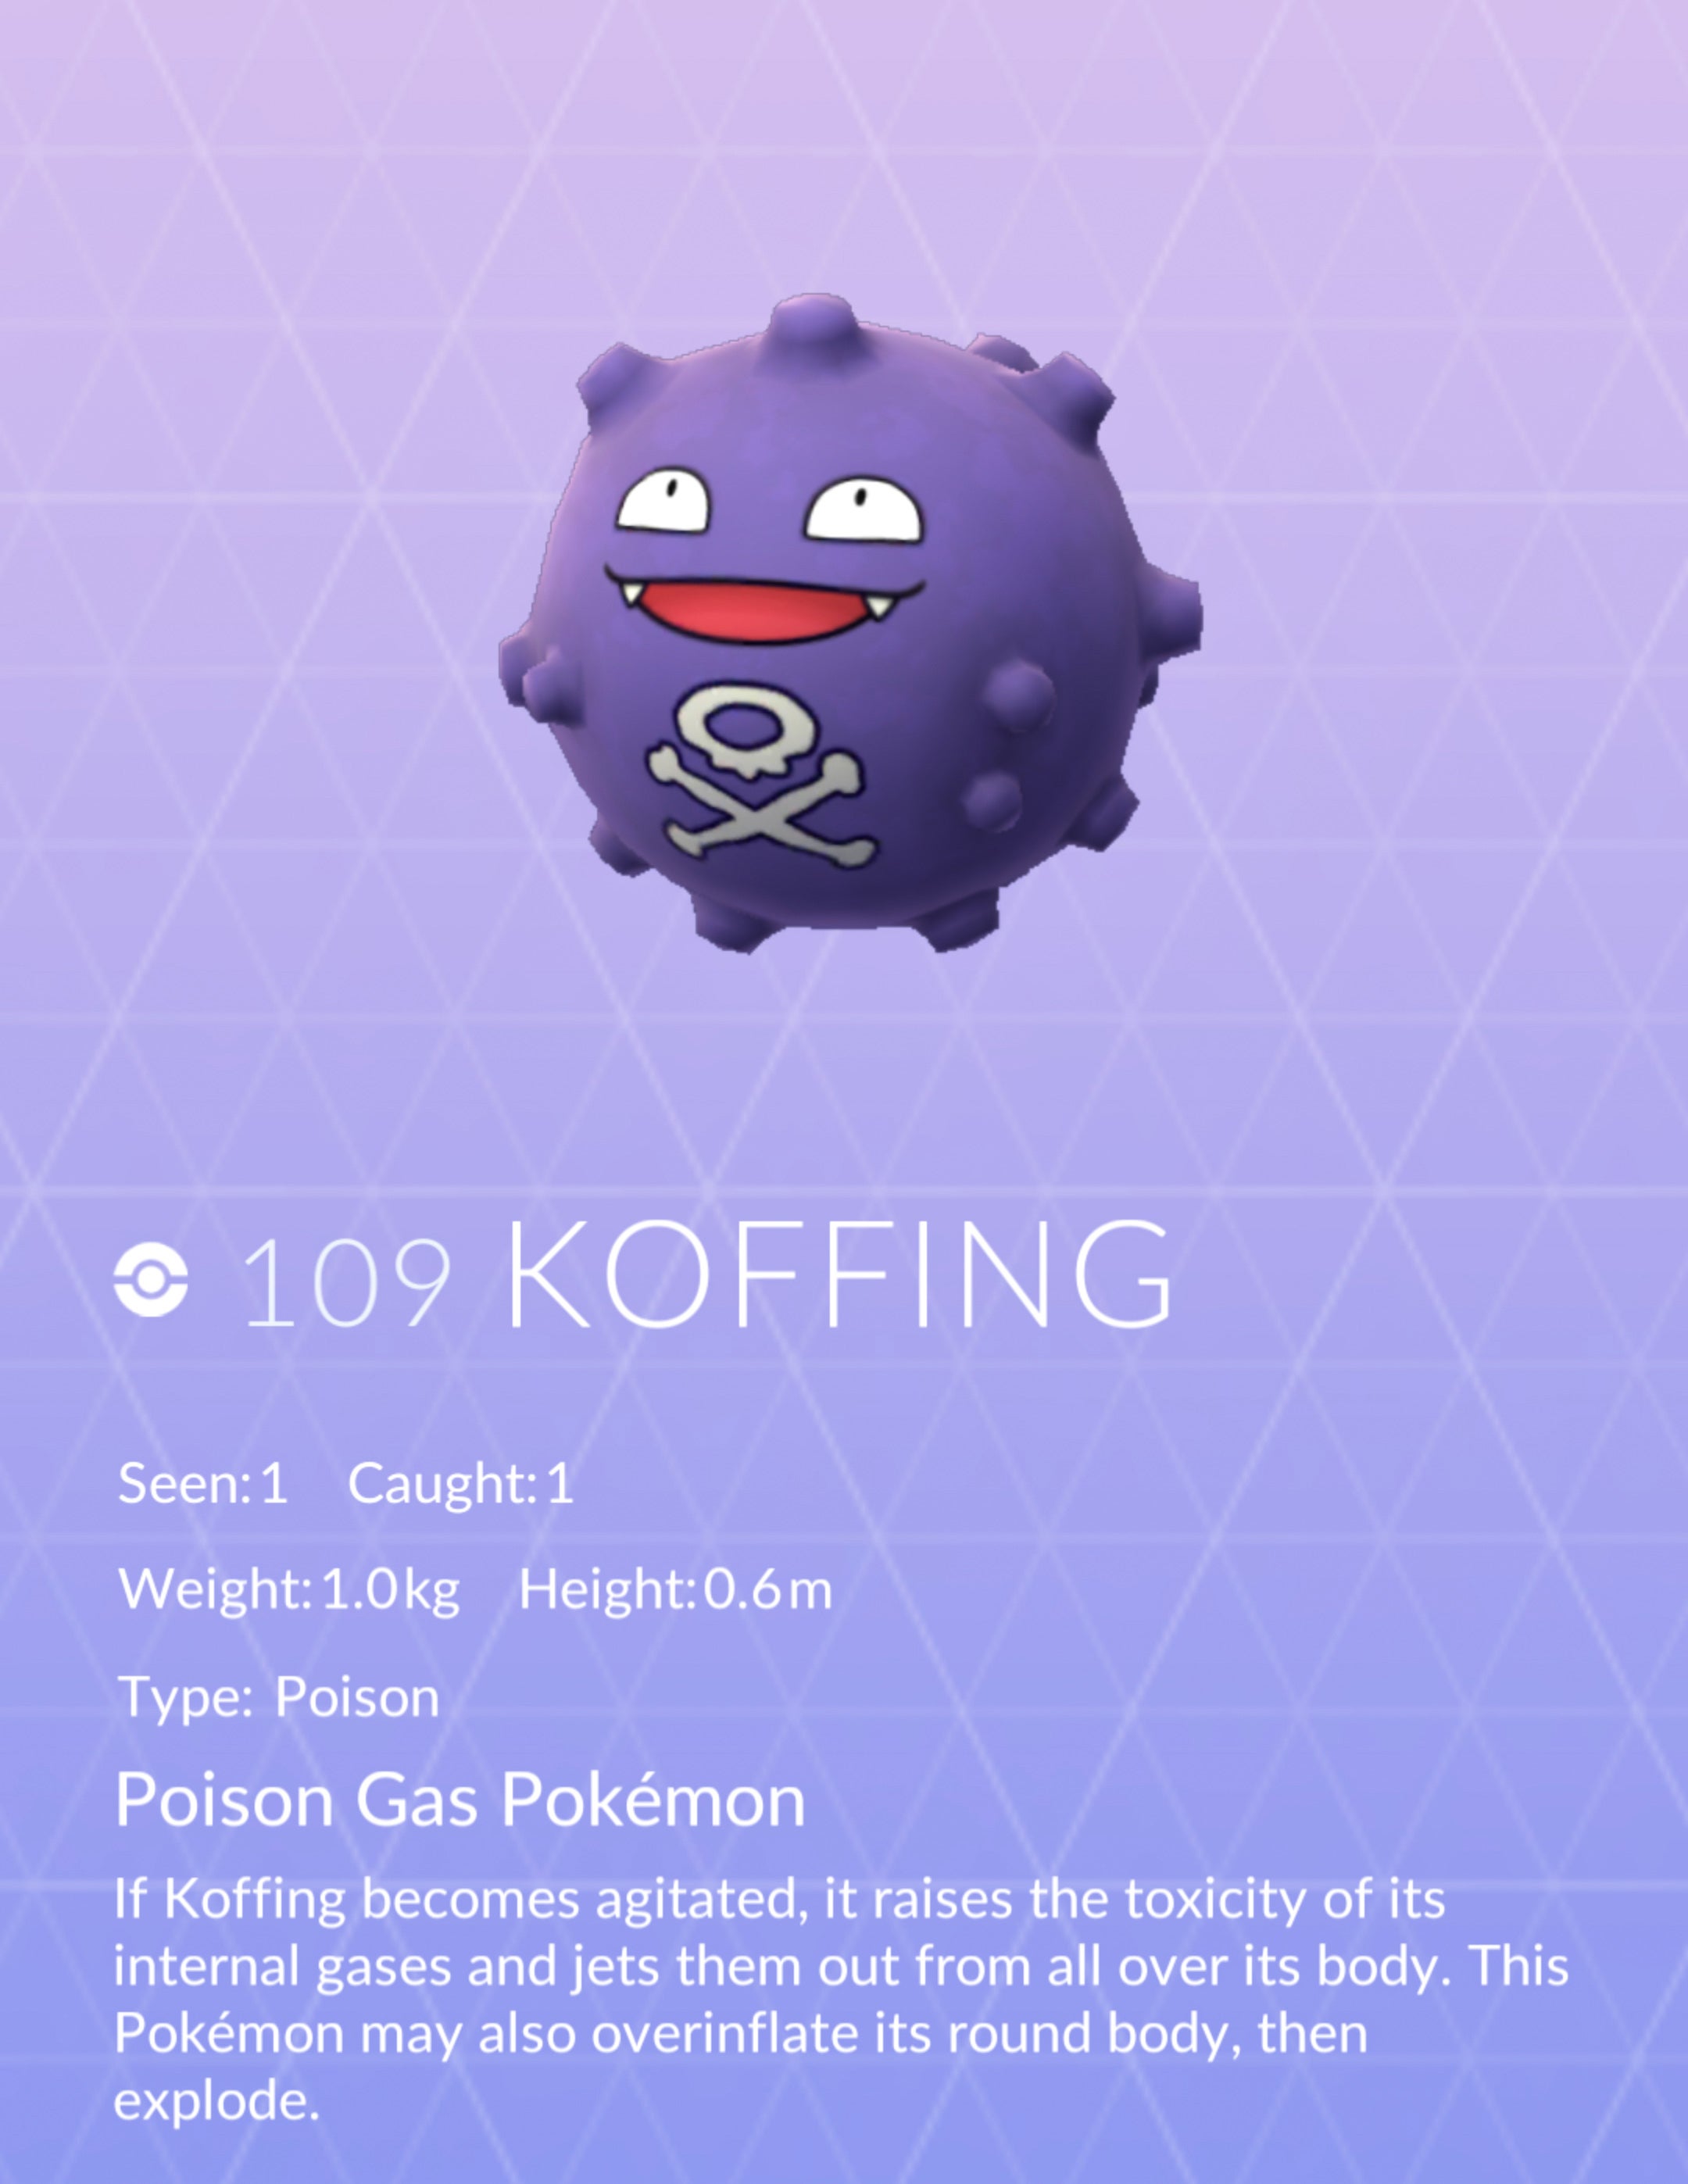 109 KOFFING
Seen: 1 Caught: 1
Weight: 1.0kg Height: 0.6m
Type: Poison
Poison Gas Pokémon
If Koffing becomes agitated, it raises the toxicity of its
internal gases and jets them out from all over its body. This
Pokémon may also overinflate its round body, then
explode.